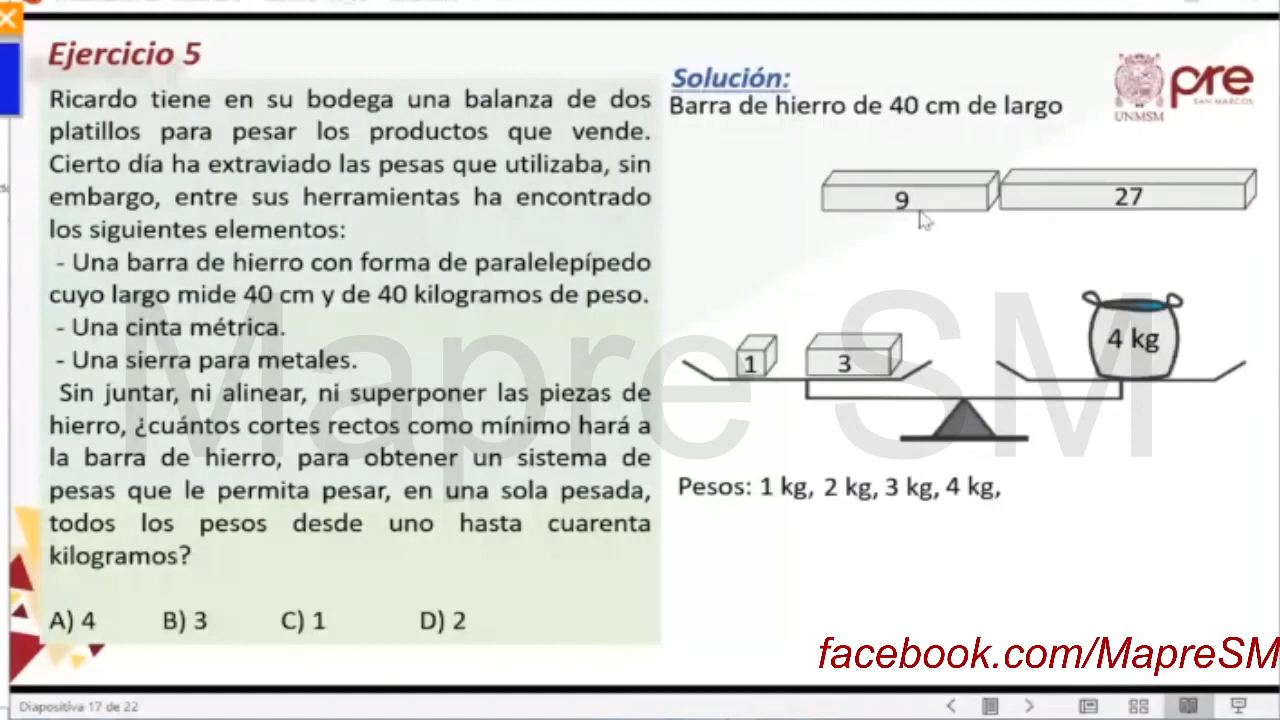 Ejercicio 5
Ricardo tiene en su bodega una balanza de dos
platillos para pesar los productos que vende.
Cierto día ha extraviado las pesas que utilizaba, sin
embargo, entre sus herramientas ha encontrado
los siguientes elementos:
- Una barra de hierro con forma de paralelepípedo
cuyo largo mide 40 cm y de 40 kilogramos de peso.
- Una cinta métrica.
- Una sierra para metales.
Sin juntar, ni alinear, ni superponer las piezas de
hierro, ¿cuántos cortes rectos como mínimo hará a
la barra de hierro, para obtener un sistema de
pesas que le permita pesar, en una sola pesada,
todos los pesos desde uno hasta cuarenta
kilogramos?
A) 4 B) 3 C) 1 D) 2
Solución:
Barra de hierro de 40 cm de largo
UNMSM
pre
SAN MARCOS
9 27
1 3 4 kg
Pesos: 1 kg, 2 kg, 3 kg, 4 kg,
Mapre SM
facebook.com/MapreSM
Diapositiva 17 de 22